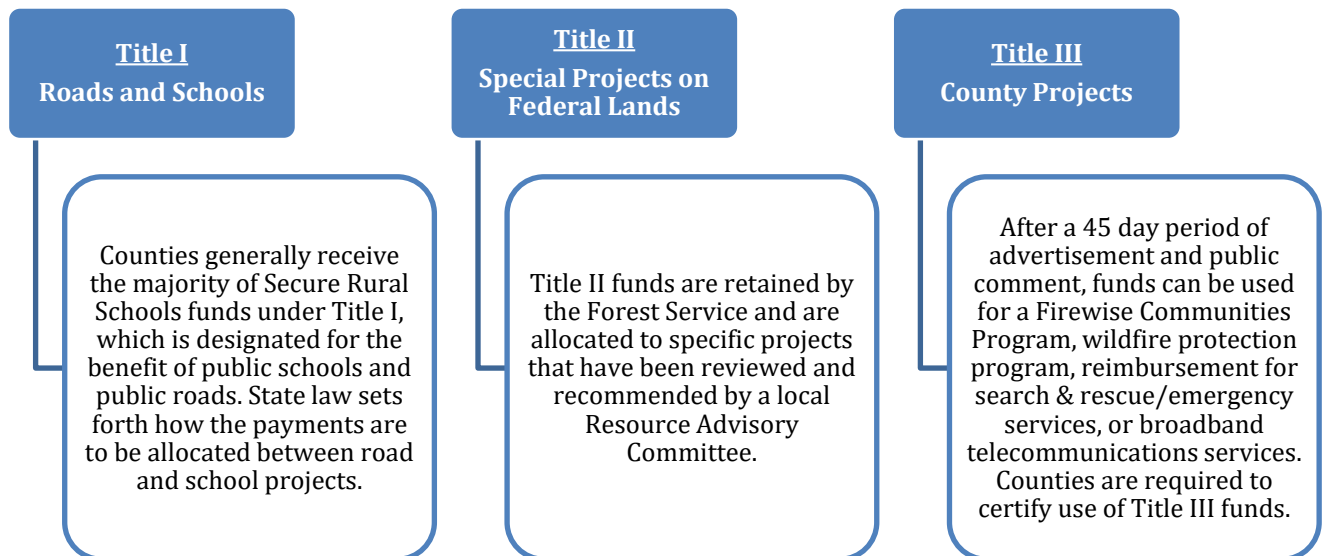 Title I
Roads and Schools
Counties generally receive
the majority of Secure Rural
Schools funds under Title I,
which is designated for the
benefit of public schools and
public roads. State law sets
forth how the payments are
to be allocated between road
and school projects.
Title II
Special Projects on
Federal Lands
Title II funds are retained by
the Forest Service and are
allocated to specific projects
that have been reviewed and
recommended by a local
Resource Advisory
Committee.
Title III
County Projects
After a 45 day period of
advertisement and public
comment, funds can be used
for a Firewise Communities
Program, wildfire protection
program, reimbursement for
search & rescue/emergency
services, or broadband
telecommunications services.
Counties are required to
certify use of Title III funds.